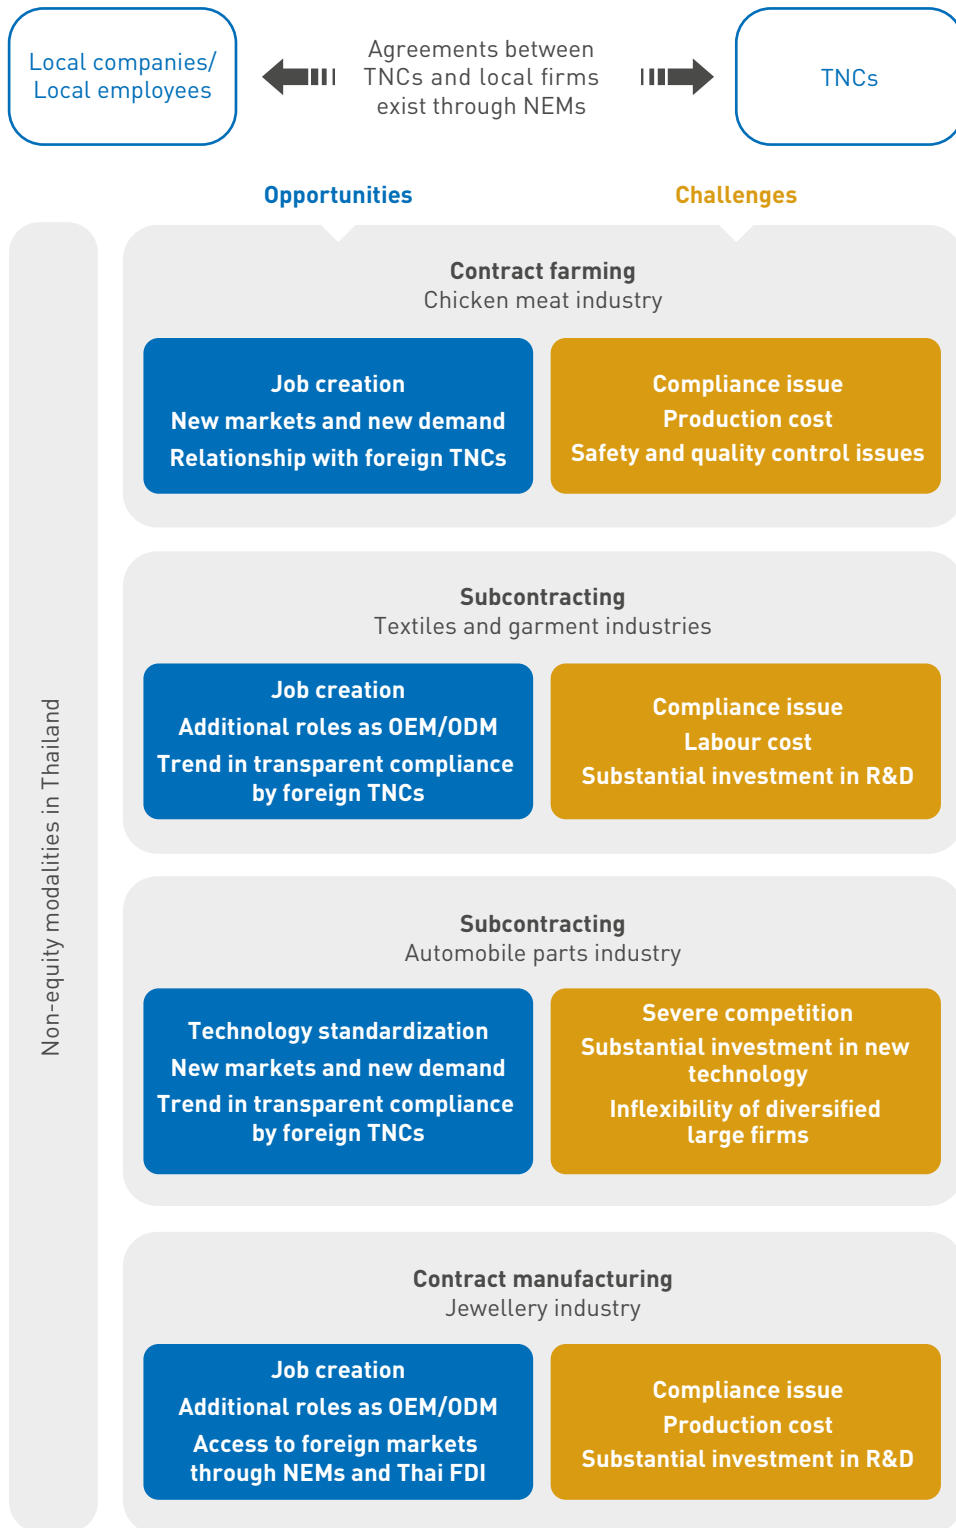 Local companies/
Local employees
Agreements between
TNCs and local firms
exist through NEMs
TNCs
Opportunities
Challenges
Non-equity modalities in Thailand
Contract farming
Chicken meat industry
Job creation
New markets and new demand
Relationship with foreign TNCs
Compliance issue
Production cost
Safety and quality control issues
Subcontracting
Textiles and garment industries
Job creation
Additional roles as OEM/ODM
Trend in transparent compliance
by foreign TNCs
Compliance issue
Labour cost
Substantial investment in R&D
Subcontracting
Automobile parts industry
Technology standardization
New markets and new demand
Trend in transparent compliance
by foreign TNCs
Severe competition
Substantial investment in new
technology
Inflexibility of diversified
large firms
Contract manufacturing
Jewellery industry
Job creation
Additional roles as OEM/ODM
Access to foreign markets
through NEMs and Thai FDI
Compliance issue
Production cost
Substantial investment in R&D